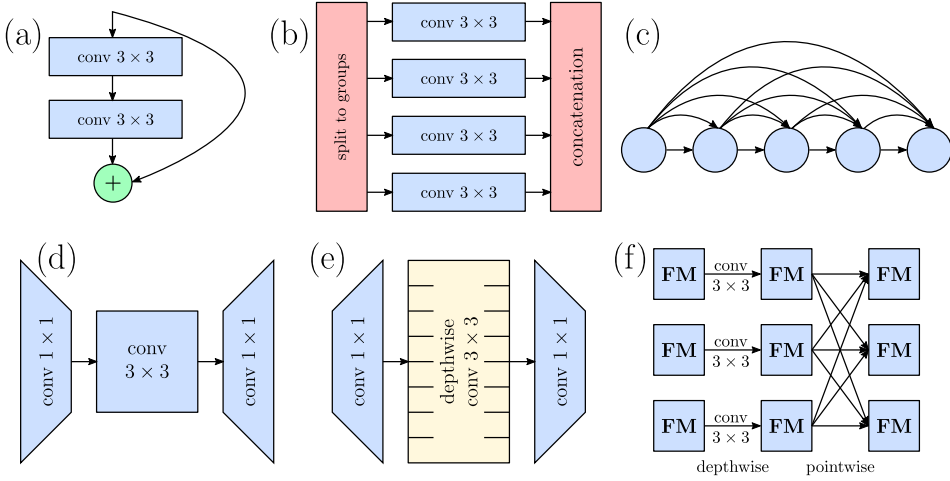 (a)
conv 3 × 3
conv 3 × 3
+
(b)
split to groups
conv 3 × 3
conv 3 × 3
conv 3 × 3
conv 3 × 3
concatenation
(c)
(d)
conv 1 × 1
conv
3 × 3
conv 1 × 1
(e)
conv 1 × 1
depthwise
conv 3 × 3
conv 1 × 1
(f)
FM
conv
3 × 3
FM
FM
FM
conv
3 × 3
FM
FM
FM
conv
3 × 3
FM
FM
depthwise
pointwise